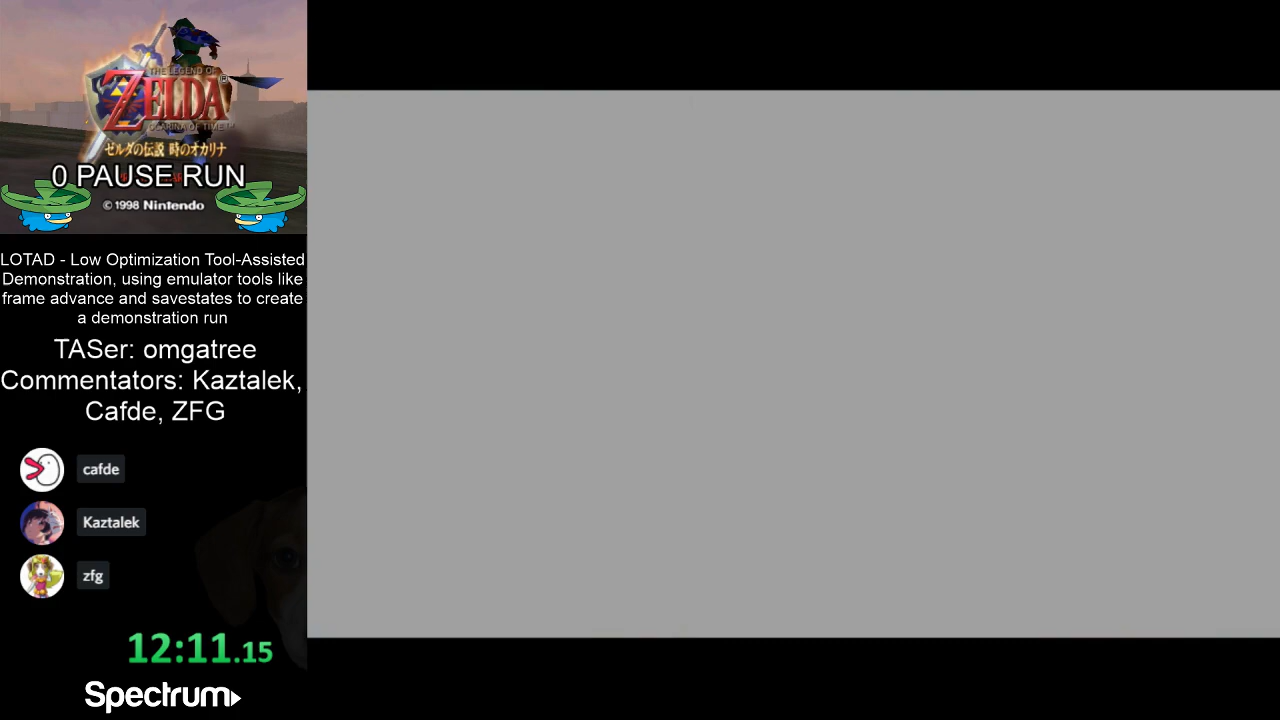 THE LEGEND OF
ZELDA
OCARINA OF TIME
ゼルダの伝説 時のオカリナ
0 PAUSE RUN
© 1998 Nintendo
LOTAD - Low Optimization Tool-Assisted
Demonstration, using emulator tools like
frame advance and savestates to create
a demonstration run
TASer: omgatree
Commentators: Kaztalek,
Cafde, ZFG
cafde
Kaztalek
zfg
12:11.15
Spectrum